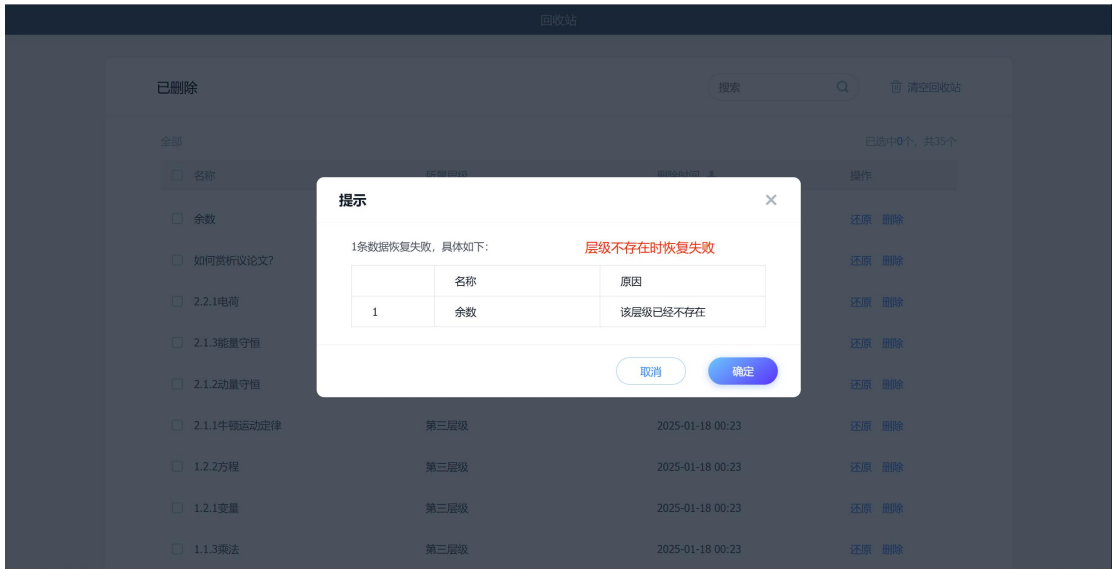 回收站
已删除
搜索
清空回收站
全部
已选中0个，共35个
名称 所属层级 删除时间 操作
提示
余数 还原 删除
1条数据恢复失败，具体如下：
层级不存在时恢复失败
如何赏析议论文? 还原 删除
名称 原因
2.2.1电荷 还原 删除
1 余数 该层级已经不存在
2.1.3能量守恒 还原 删除
取消 确定
2.1.2动量守恒 还原 删除
2.1.1牛顿运动定律 第三层级 2025-01-18 00:23 还原 删除
1.2.2方程 第三层级 2025-01-18 00:23 还原 删除
1.2.1变量 第三层级 2025-01-18 00:23 还原 删除
1.1.3乘法 第三层级 2025-01-18 00:23 还原 删除